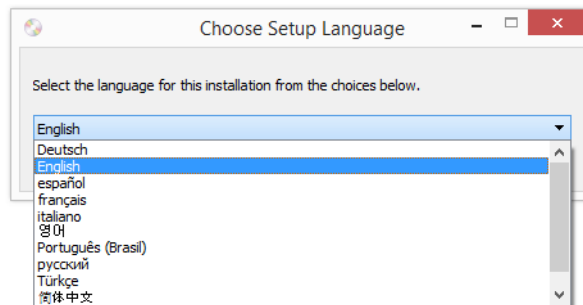 Choose Setup Language
Select the language for this installation from the choices below.
English
Deutsch
English
español
français
italiano
영어
Português (Brasil)
русский
Türkçe
简体中文